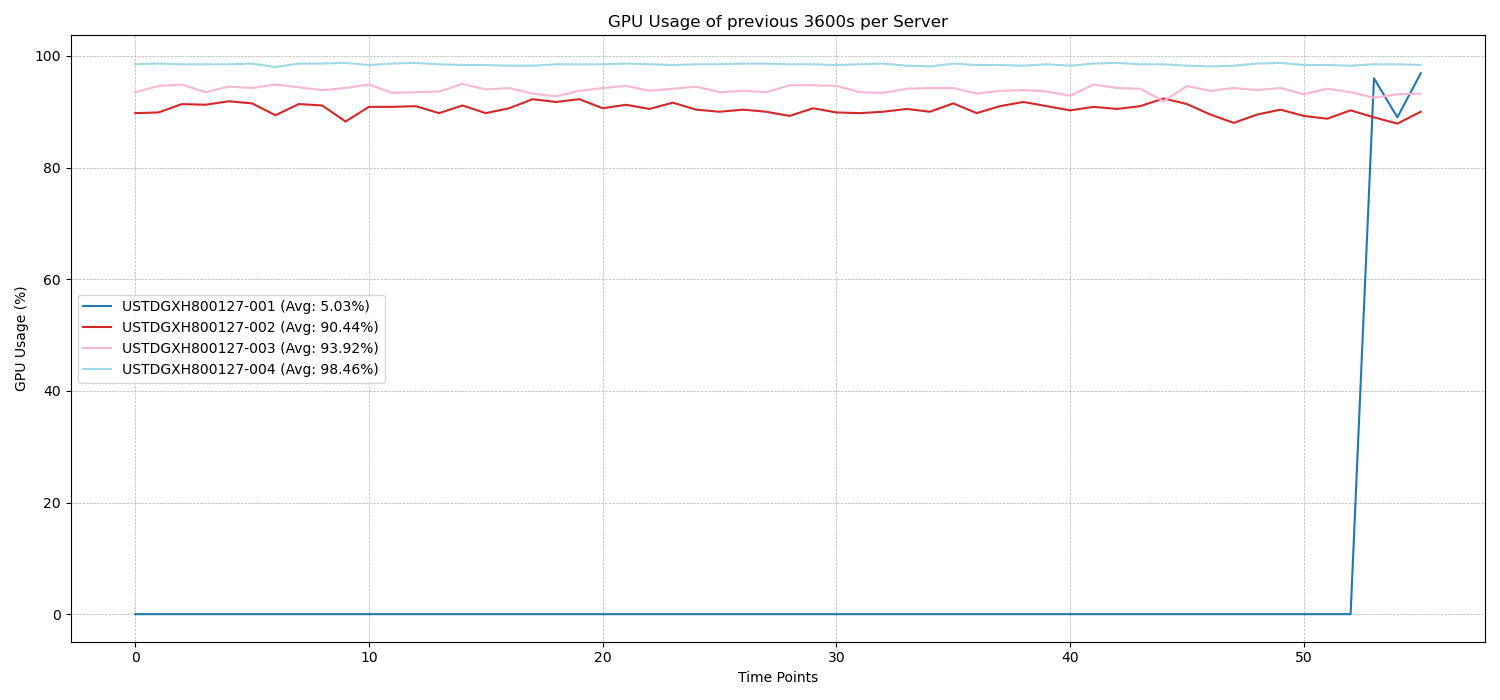 GPU Usage of previous 3600s per Server
GPU Usage (%)
100
80
60
40
20
0
USTDGXH800127-001 (Avg: 5.03%)
USTDGXH800127-002 (Avg: 90.44%)
USTDGXH800127-003 (Avg: 93.92%)
USTDGXH800127-004 (Avg: 98.46%)
0 10 20 30 40 50
Time Points